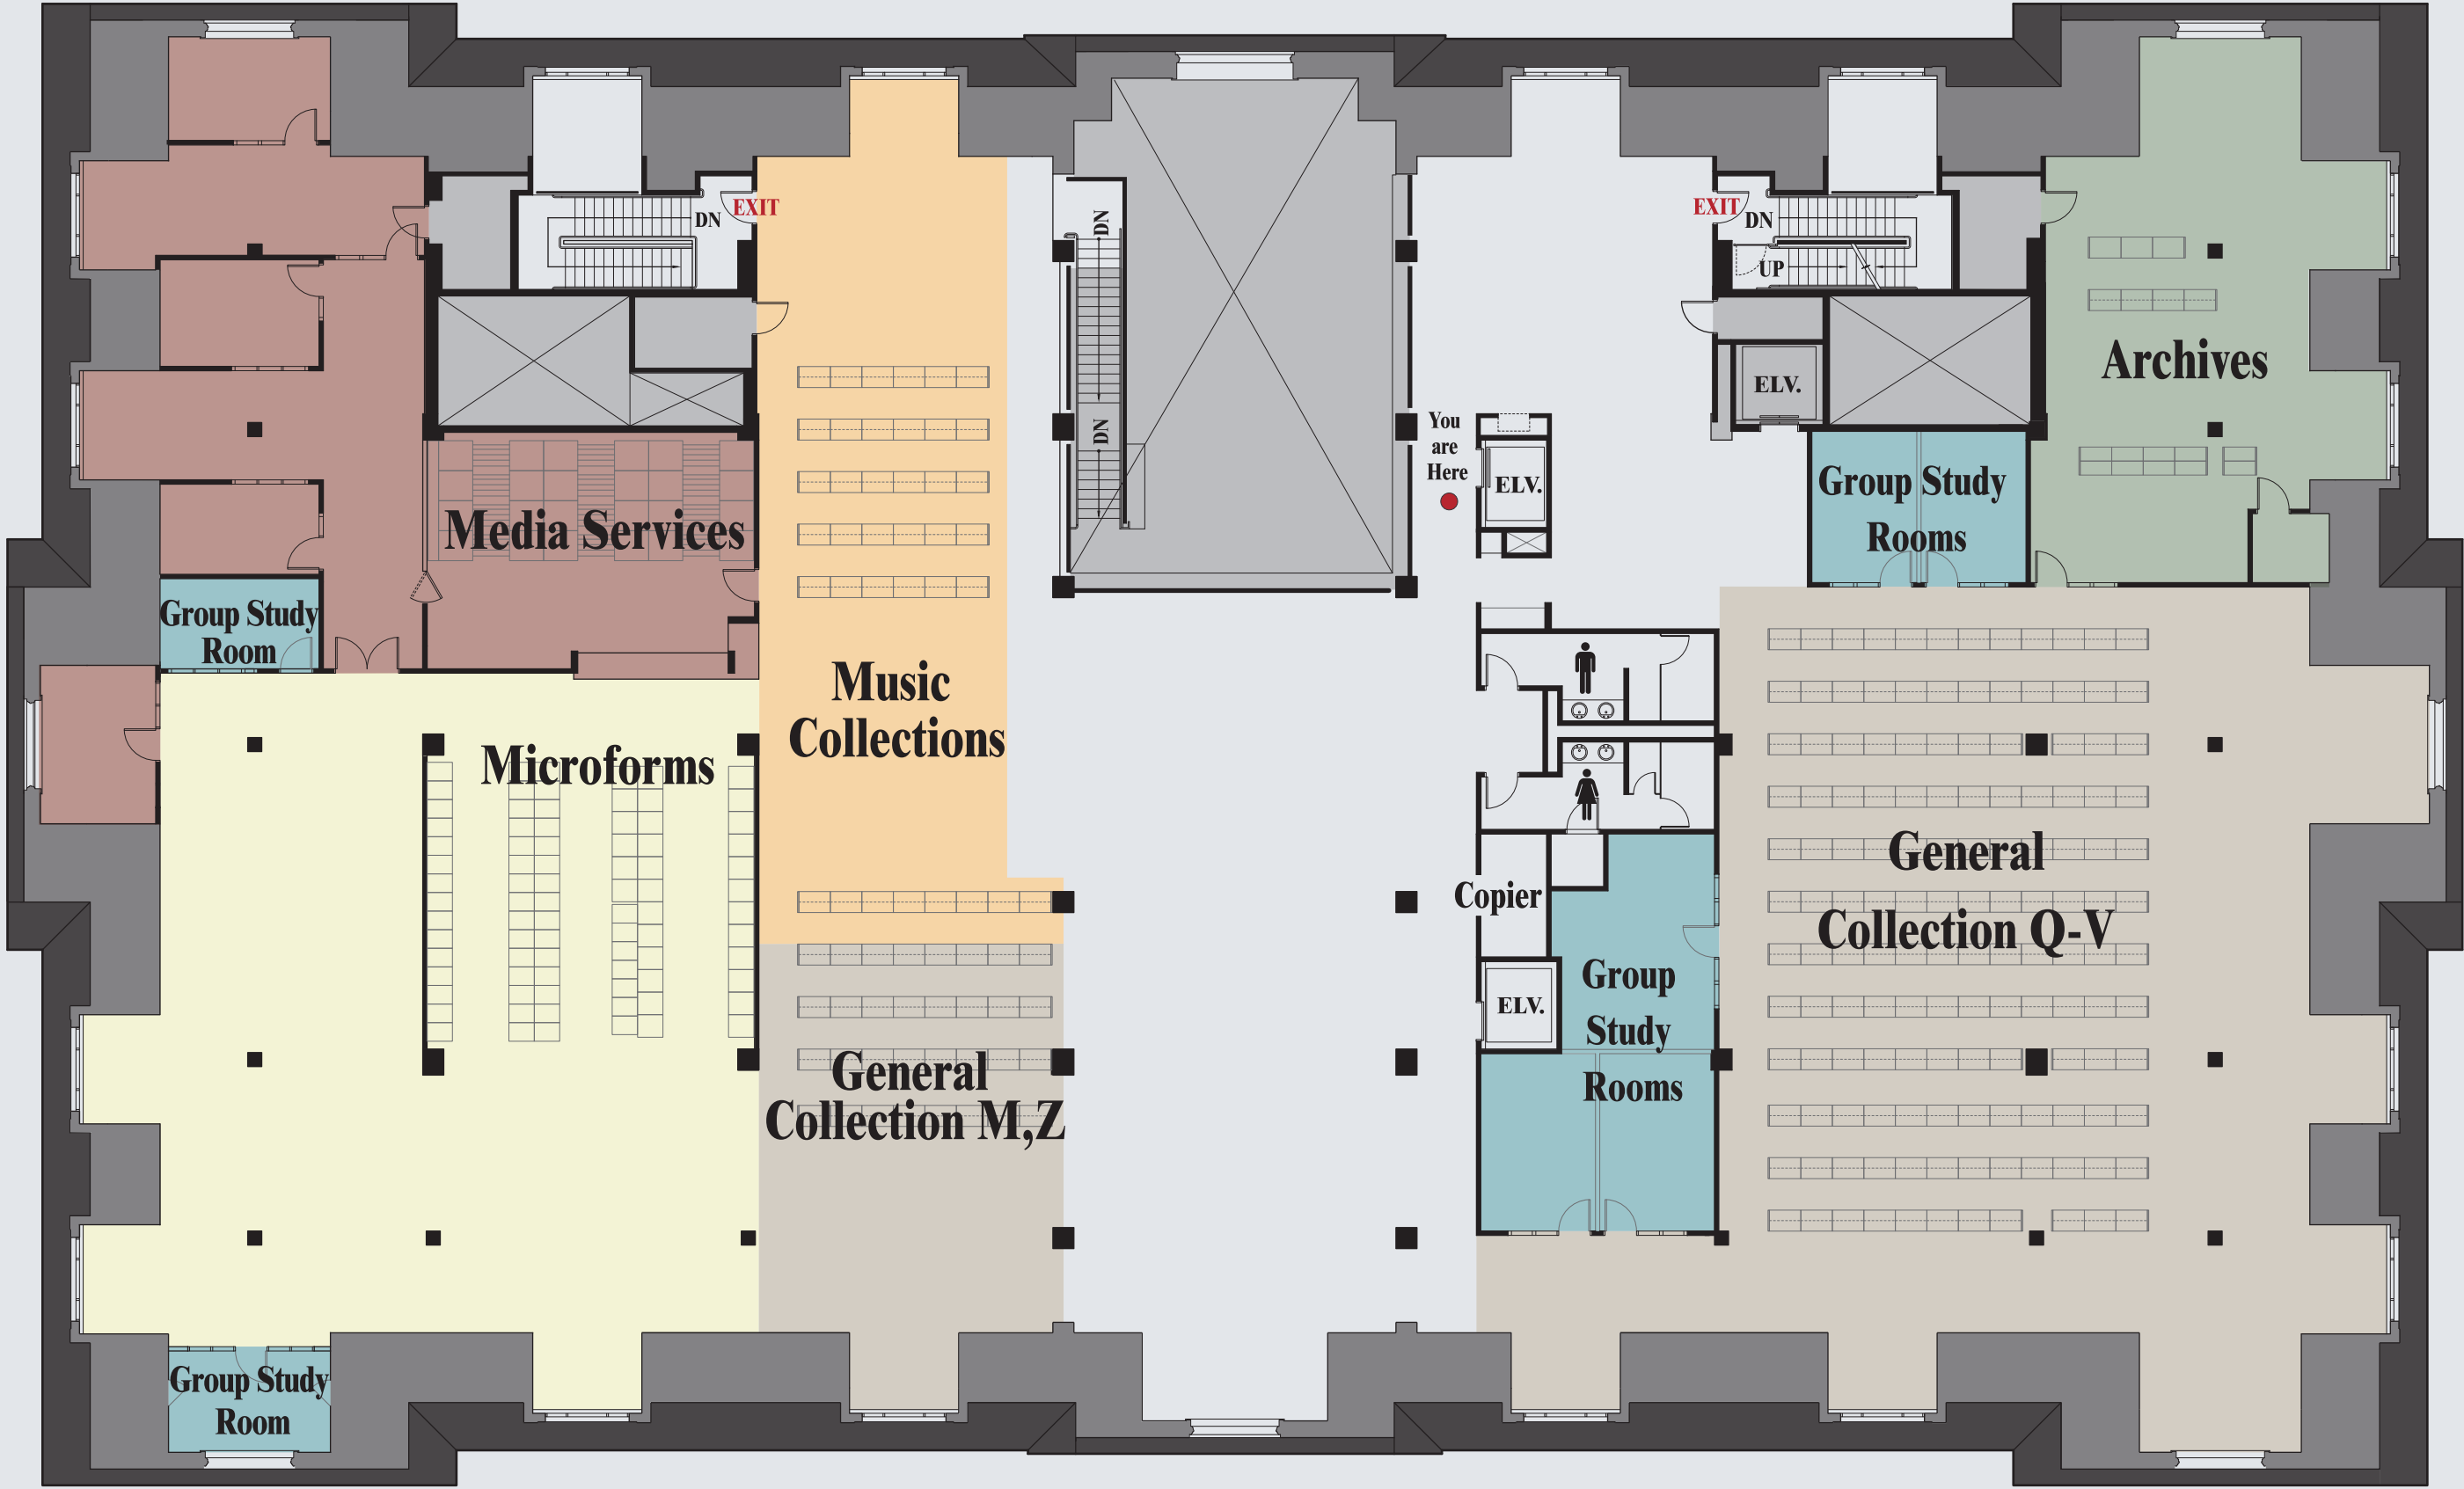 DN
EXIT
DN
DN
EXIT
DN
UP
Archives
ELV.
You
are
Here
ELV.
Group Study
Rooms
Media Services
Group Study
Room
Music
Collections
Microforms
General
Collection Q-V
Copier
ELV.
Group
Study
Rooms
General
Collection M,Z
Group Study
Room